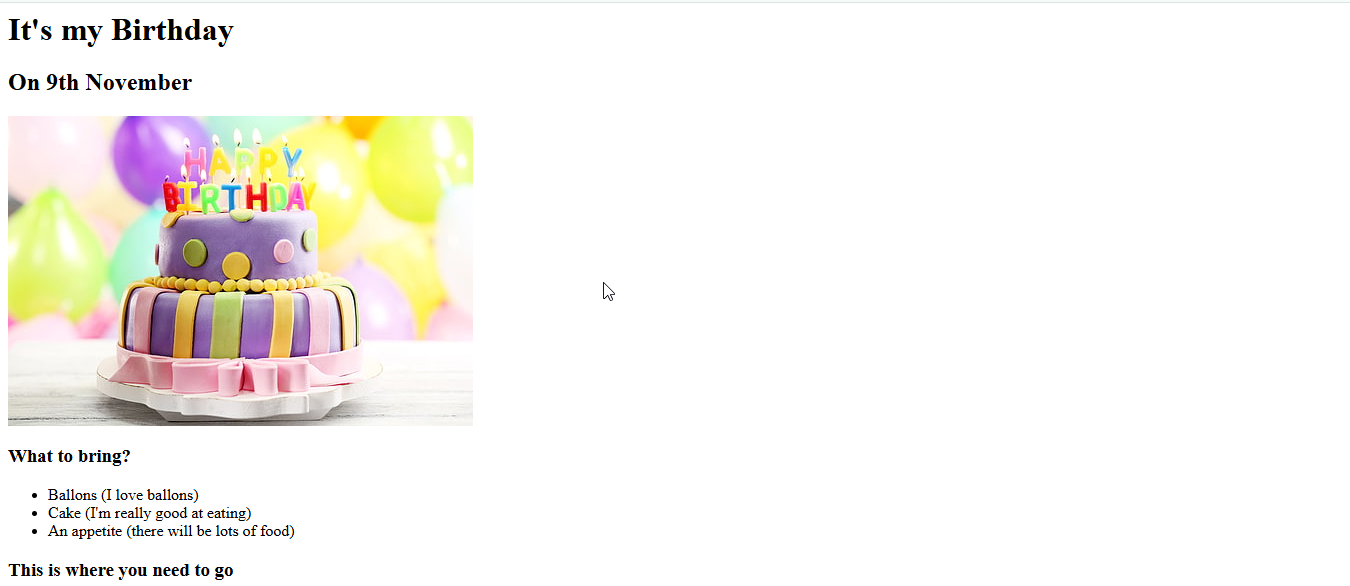 It's my Birthday
On 9th November
HAPPY
BIRTHDAY
What to bring?
Ballons (I love ballons)
Cake (I'm really good at eating)
An appetite (there will be lots of food)
This is where you need to go